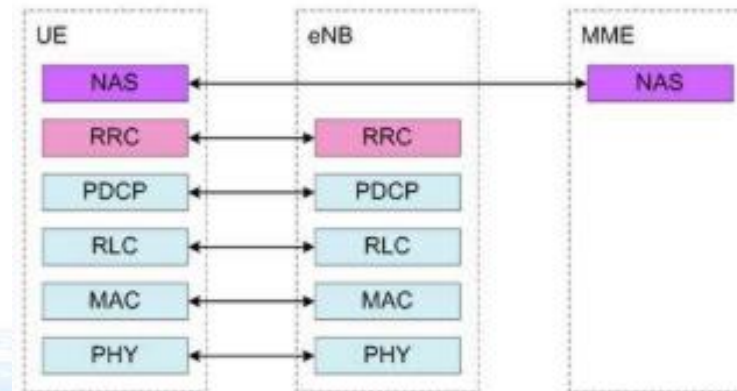 UE eNB MME
NAS NAS
RRC RRC
PDCP PDCP
RLC RLC
MAC MAC
PHY PHY